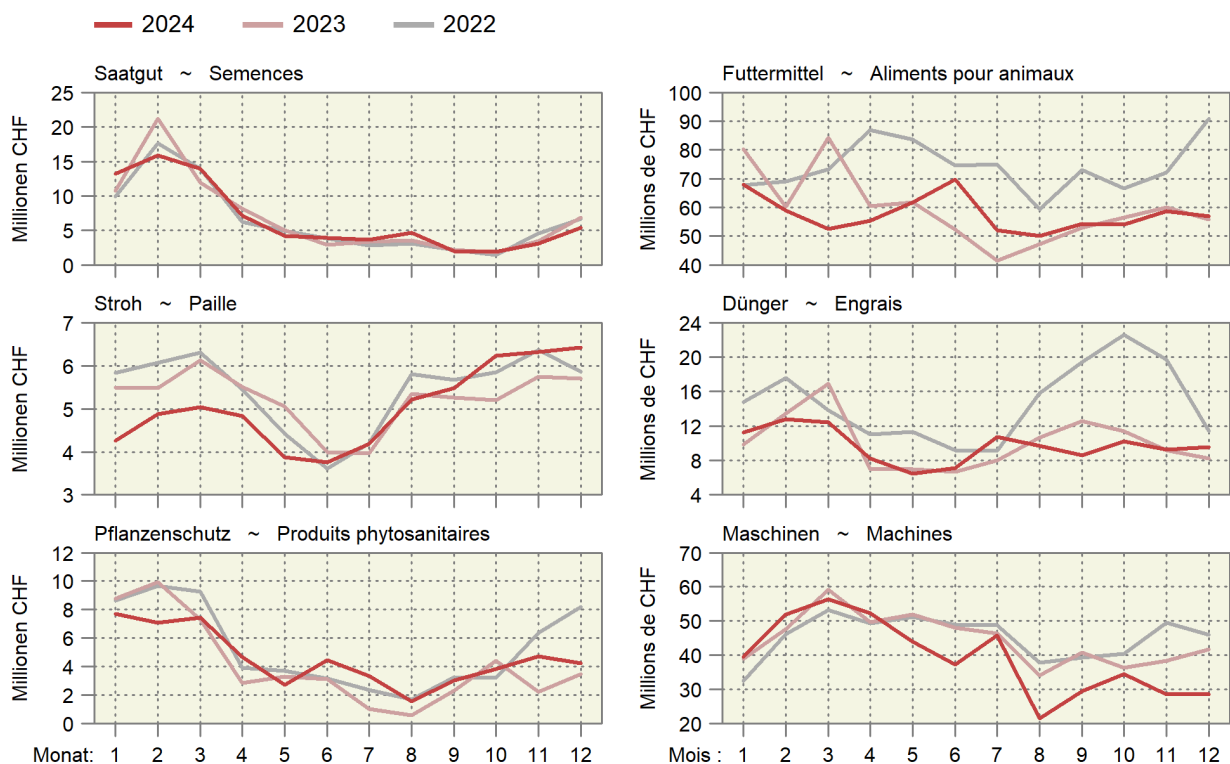 2024 2023 2022
Saatgut ~ Semences
Millionen CHF
25
20
15
10
5
0
Futtermittel ~ Aliments pour animaux
Millions de CHF
100
90
80
70
60
50
40
Stroh ~ Paille
Millionen CHF
7
6
5
4
3
Dünger ~ Engrais
Millions de CHF
24
20
16
12
8
4
Pflanzenschutz ~ Produits phytosanitaires
Millionen CHF
12
10
8
6
4
2
0
Monat: 1 2 3 4 5 6 7 8 9 10 11 12
Maschinen ~ Machines
Millions de CHF
70
60
50
40
30
20
Mois : 1 2 3 4 5 6 7 8 9 10 11 12